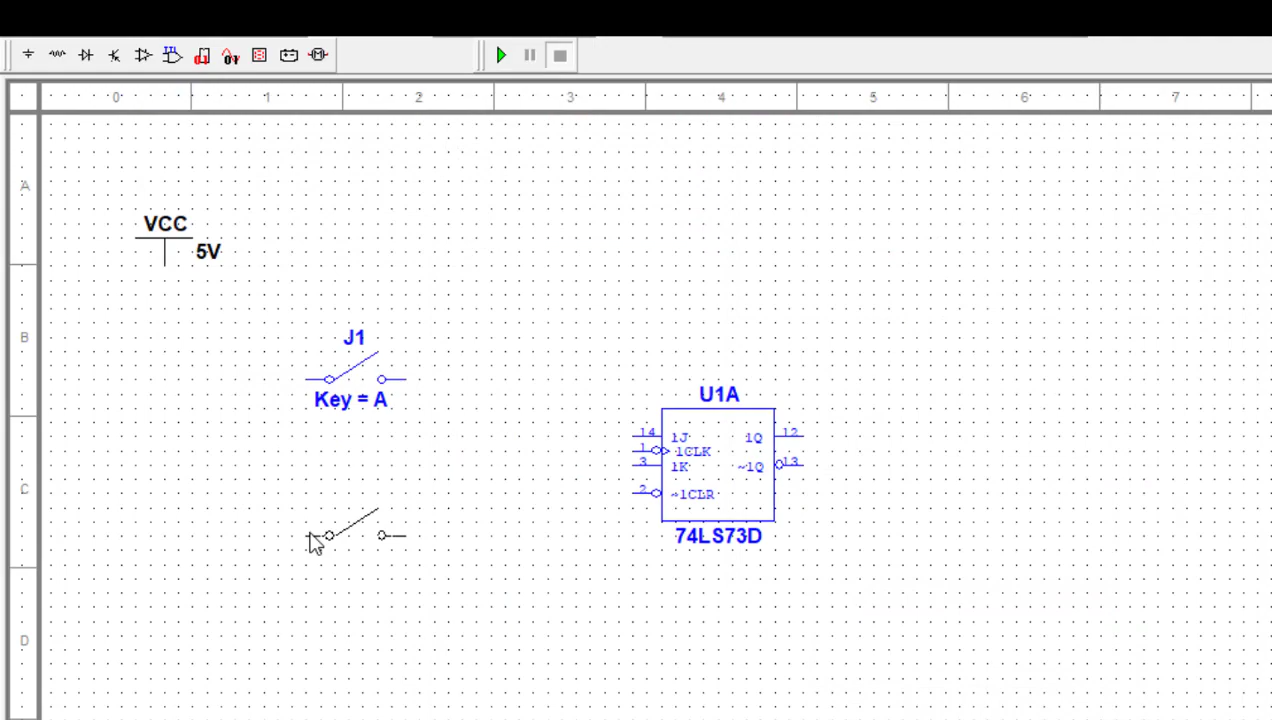 0 1 2 3 4 5 6 7
A
VCC
5V
B
J1
Key = A
U1A
14 1J 1Q 12
1 1CLK
3 1K ~1Q 13
C
2 ~1CLR
74LS73D
D